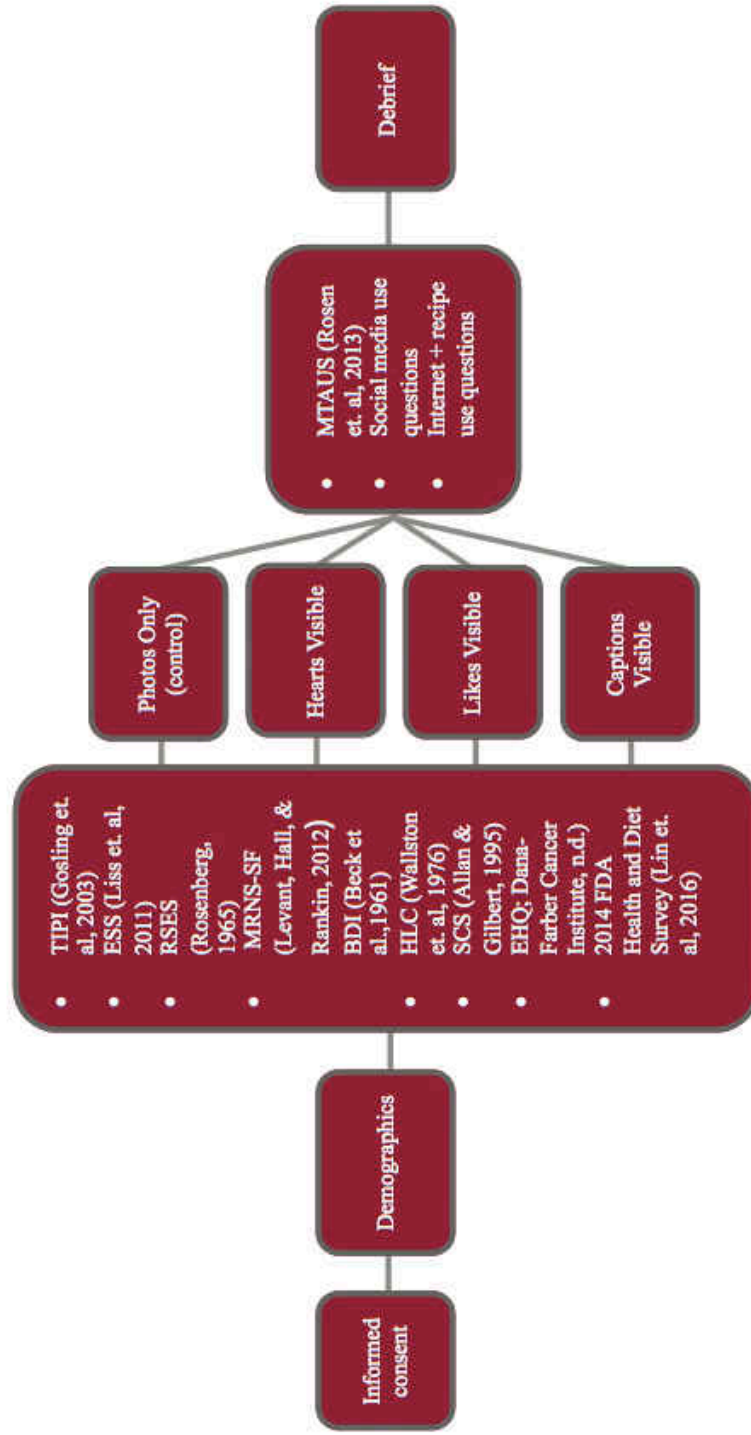 Informed
consent
Demographics
• TIPI (Gosling et.
al, 2003)
• ESS (Liss et. al,
2011)
• RSES
(Rosenberg,
1965)
• MRNS-SF
(Levant, Hall, &
Rankin, 2012)
BDI (Beck et
al.,1961)
• HLC (Wallston
et. al, 1976)
• SCS (Allan &
Gilbert, 1995)
• EHQ; Dana-
Farber Cancer
Institute, n.d.)
• 2014 FDA
Health and Diet
Survey (Lin et.
al, 2016)
Photos Only
(control)
Hearts Visible
Likes Visible
Captions
Visible
• MTAUS (Rosen
et. al, 2013)
• Social media use
questions
• Internet + recipe
use questions
Debrief